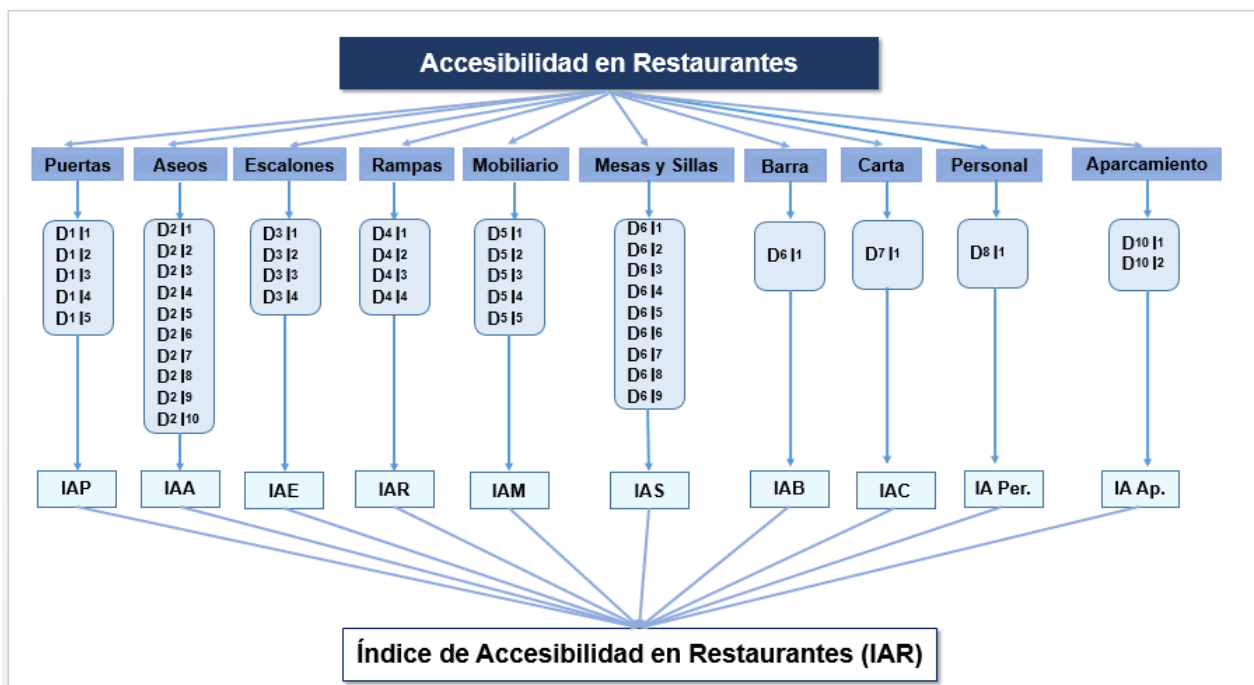 Accesibilidad en Restaurantes
Puertas
Aseos
Escalones
Rampas
Mobiliario
Mesas y Sillas
Barra
Carta
Personal
Aparcamiento
D1 I1
D1 I2
D1 I3
D1 I4
D1 I5
D2 I1
D2 I2
D2 I3
D2 I4
D2 I5
D2 I6
D2 I7
D2 I8
D2 I9
D2 I10
D3 I1
D3 I2
D3 I3
D3 I4
D4 I1
D4 I2
D4 I3
D4 I4
D5 I1
D5 I2
D5 I3
D5 I4
D5 I5
D6 I1
D6 I2
D6 I3
D6 I4
D6 I5
D6 I6
D6 I7
D6 I8
D6 I9
D6 I1
D7 I1
D8 I1
D10 I1
D10 I2
IAP
IAA
IAE
IAR
IAM
IAS
IAB
IAC
IA Per.
IA Ap.
Índice de Accesibilidad en Restaurantes (IAR)